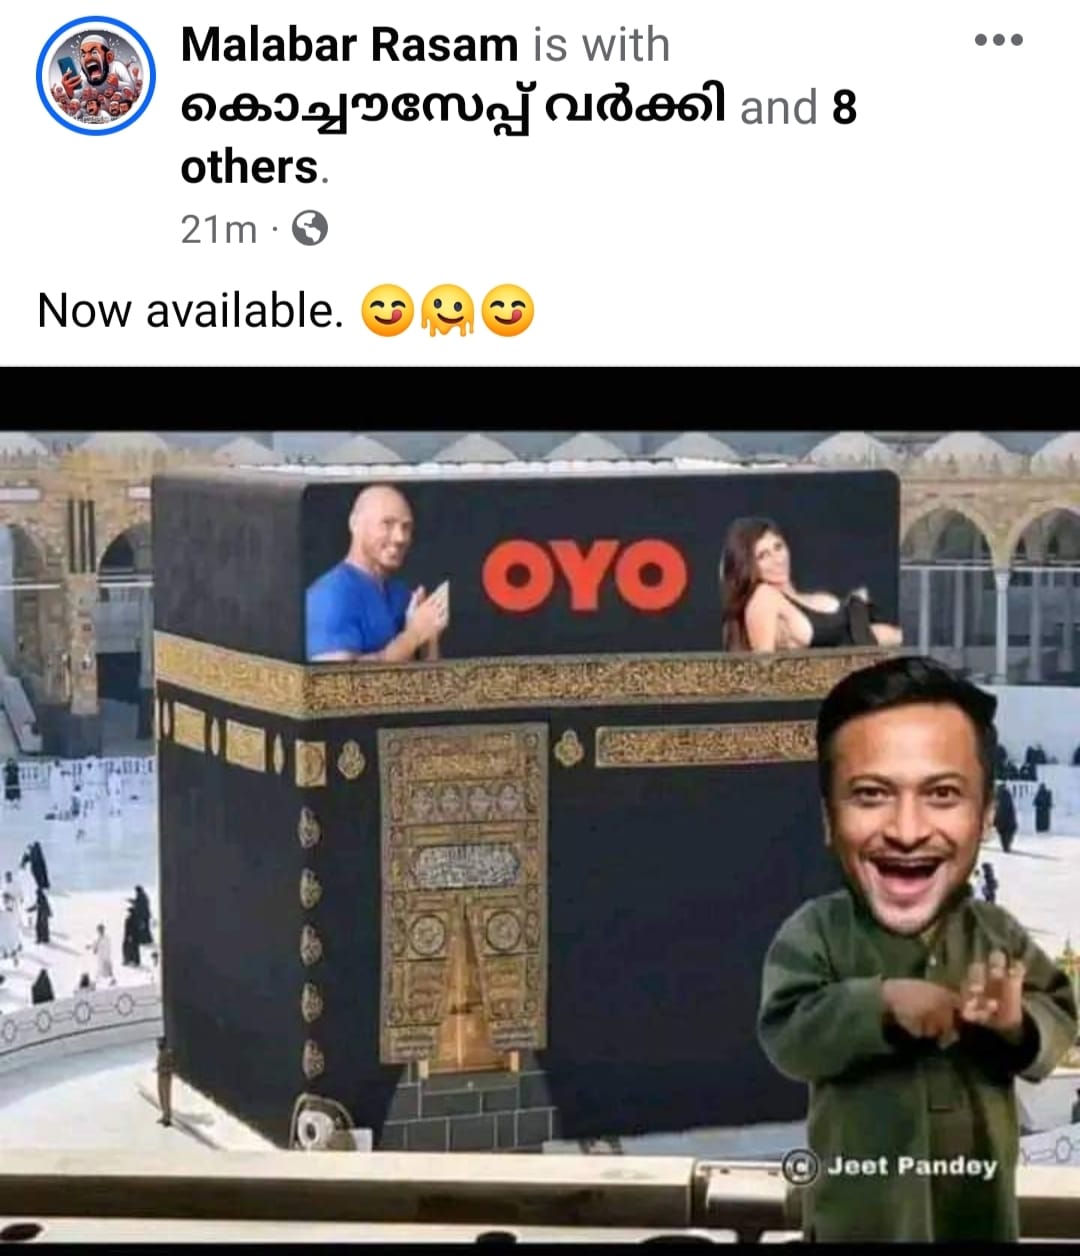 Malabar Rasam is with
കൊച്ചൗസേപ്പ് വർക്കി and 8
others.
21m ·
Now available. 😋🫠😋
OYO
© Jeet Pandey